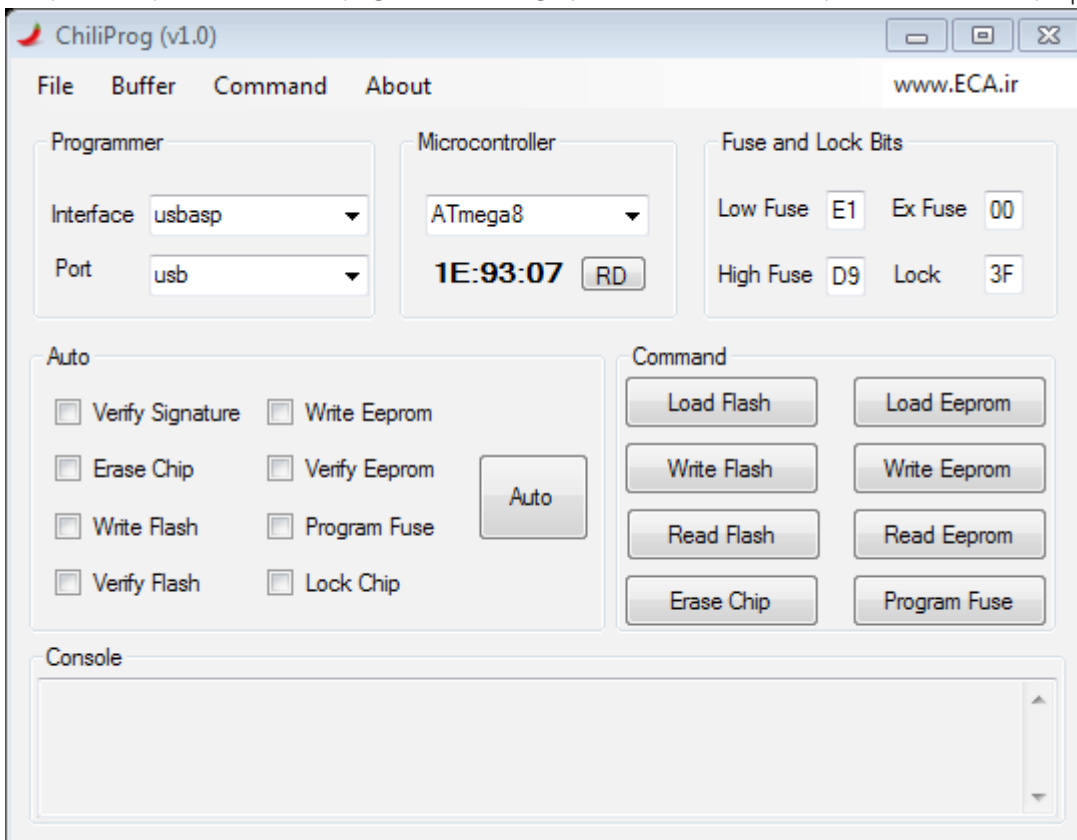 ChiliProg (v1.0)
File Buffer Command About www.ECA.ir
Programmer
Interface usbasp
Port usb
Microcontroller
ATmega8
1E:93:07 RD
Fuse and Lock Bits
Low Fuse E1 Ex Fuse 00
High Fuse D9 Lock 3F
Auto
Verify Signature Write Eeprom
Erase Chip Verify Eeprom
Write Flash Program Fuse
Verify Flash Lock Chip
Auto
Command
Load Flash Load Eeprom
Write Flash Write Eeprom
Read Flash Read Eeprom
Erase Chip Program Fuse
Console